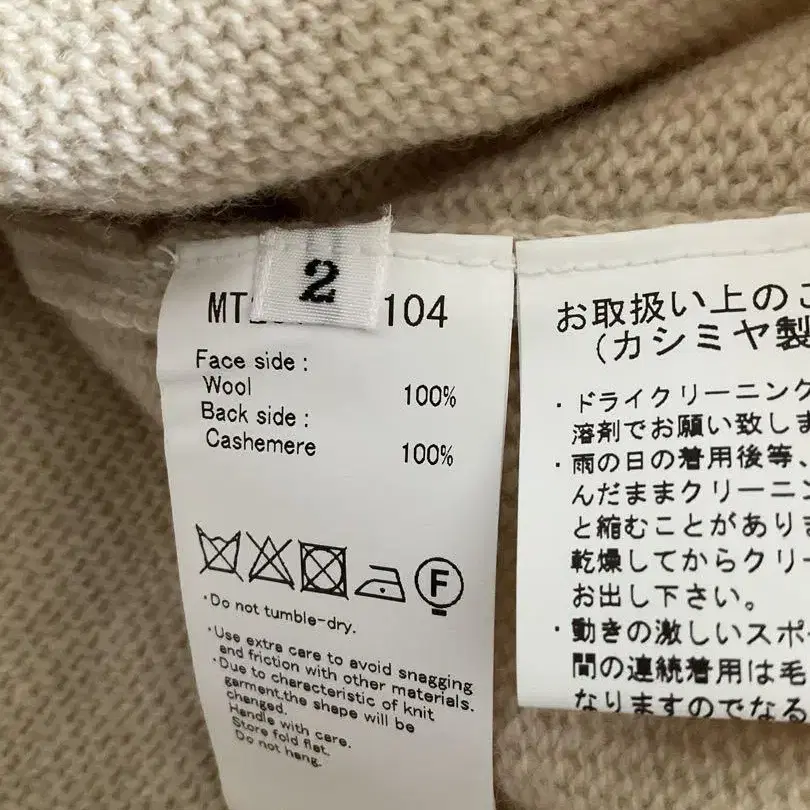 2
104
Face side :
Wool 100%
Back side :
Cashemere 100%
F
・Do not tumble-dry.
・Use extra care to avoid snagging
and friction with other materials.
・Due to characteristic of knit
garment.the shape will be
changed.
Handle with care.
Store fold flat.
Do not hang.
お取扱い上のご
（カシミヤ製
・ドライクリーニング
溶剤でお願い致しま
・雨の日の着用後等、
んだままクリーニン
と縮むことがありま
乾燥してからクリー
お出し下さい。
・動きの激しいスポー
間の連続着用は毛
なりますのでなる